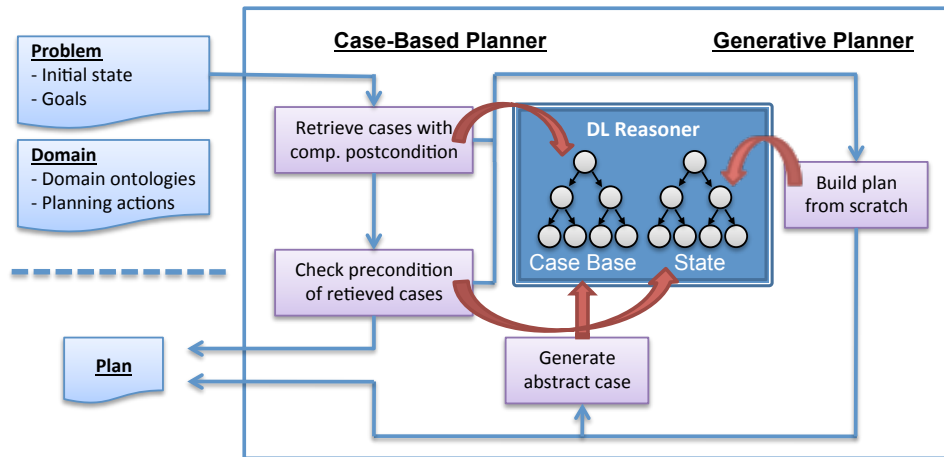 Case-Based Planner
Generative Planner
Problem
- Initial state
- Goals
Domain
- Domain ontologies
- Planning actions
Retrieve cases with
comp. postcondition
DL Reasoner
Case Base
State
Build plan
from scratch
Check precondition
of retieved cases
Generate
abstract case
Plan